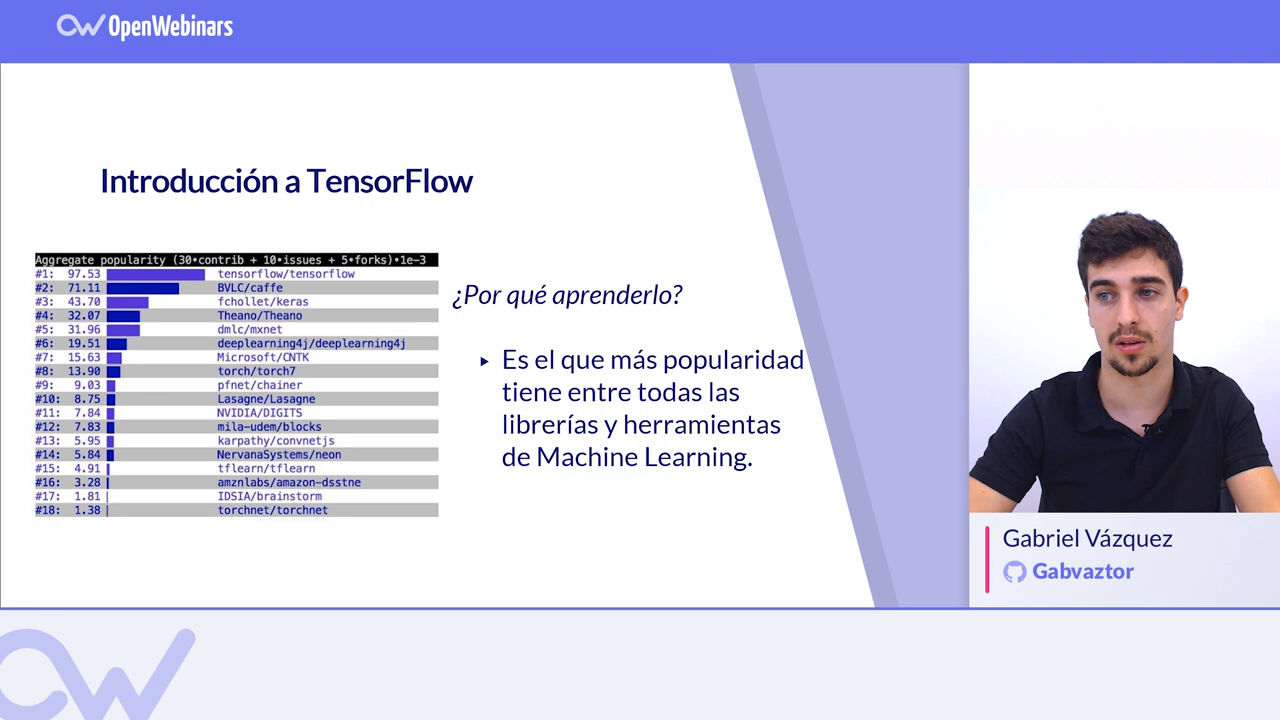 OpenWebinars
Introducción a TensorFlow
Aggregate popularity (30•contrib + 10•issues + 5•forks)•1e-3
#1: 97.53 tensorflow/tensorflow
#2: 71.11 BVLC/caffe
#3: 43.70 fchollet/keras
#4: 32.07 Theano/Theano
#5: 31.96 dmlc/mxnet
#6: 19.51 deeplearning4j/deeplearning4j
#7: 15.63 Microsoft/CNTK
#8: 13.90 torch/torch7
#9: 9.03 pfnet/chainer
#10: 8.75 Lasagne/Lasagne
#11: 7.84 NVIDIA/DIGITS
#12: 7.83 mila-udem/blocks
#13: 5.95 karpathy/convnetjs
#14: 5.84 NervanaSystems/neon
#15: 4.91 tflearn/tflearn
#16: 3.28 amznlabs/amazon-dsstne
#17: 1.81 IDSIA/brainstorm
#18: 1.38 torchnet/torchnet
¿Por qué aprenderlo?
▸ Es el que más popularidad
tiene entre todas las
librerías y herramientas
de Machine Learning.
Gabriel Vázquez
Gabvaztor